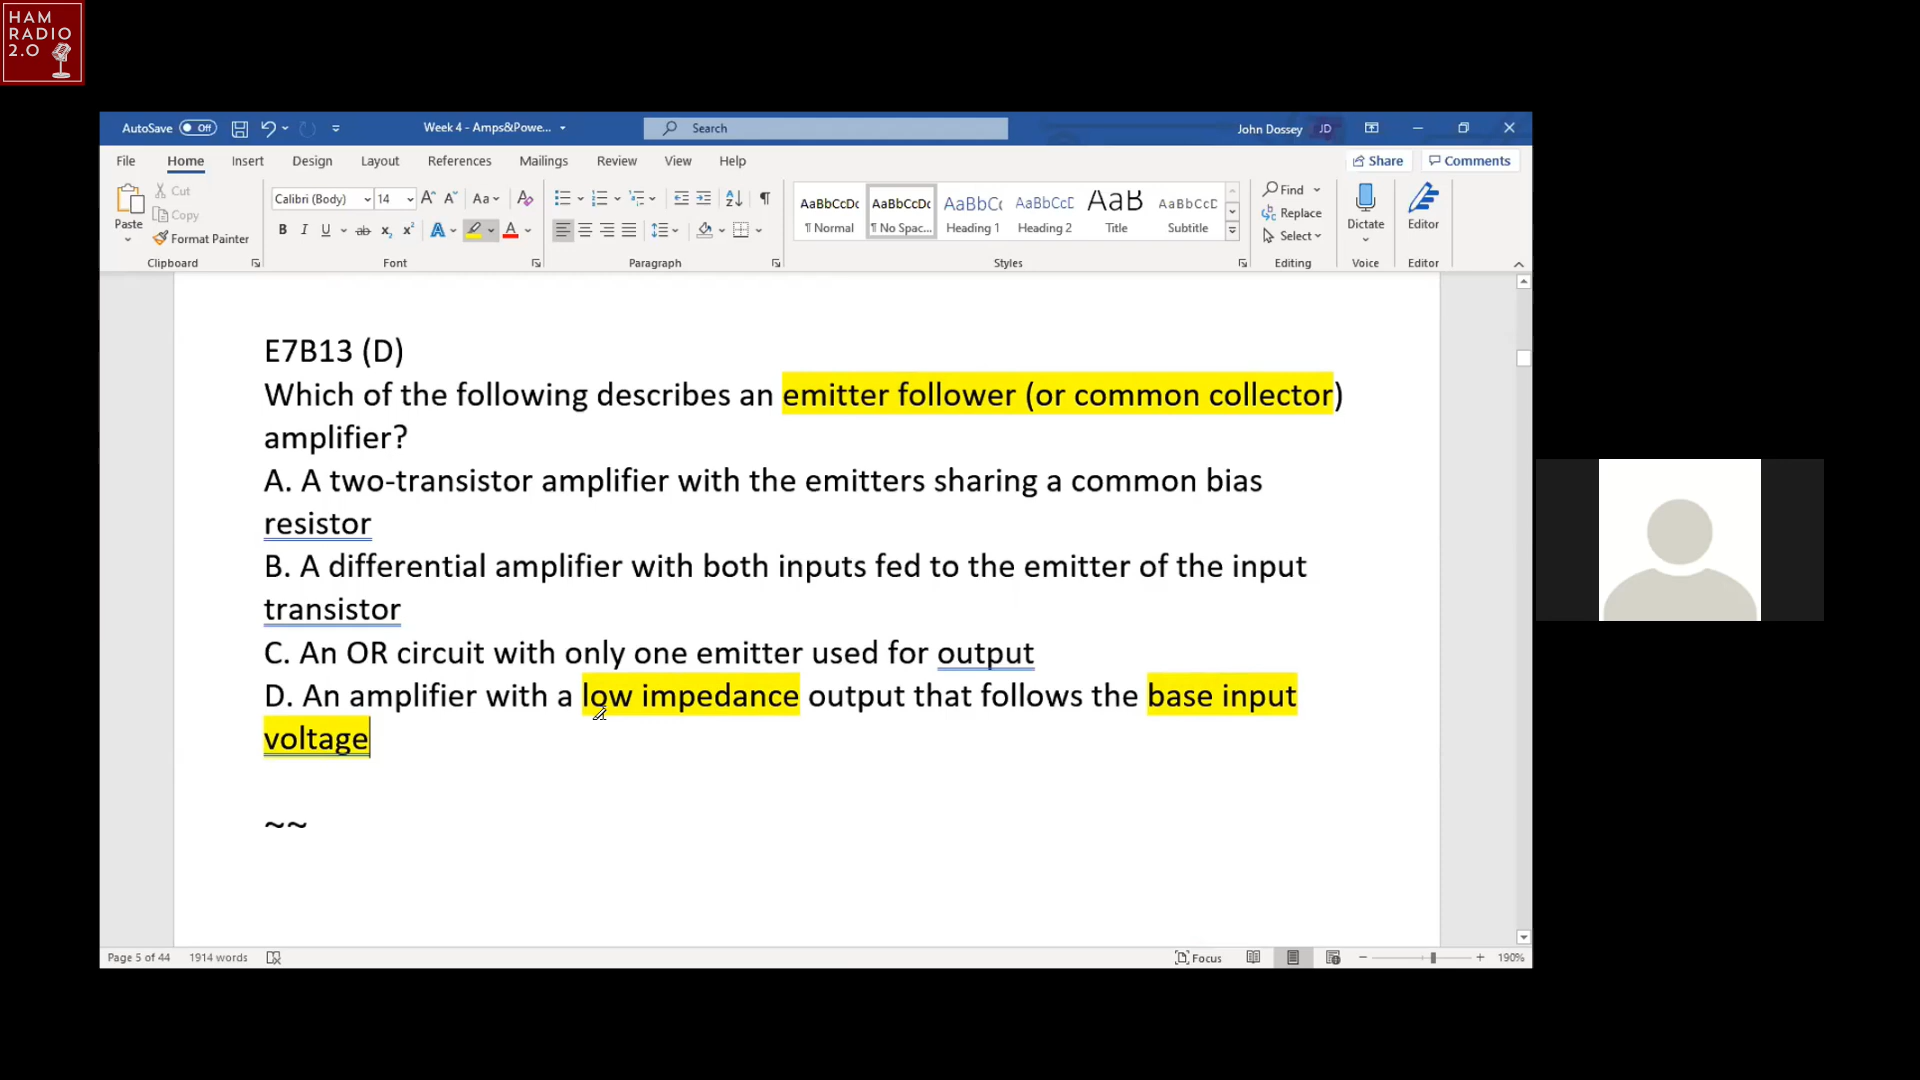 HAM
RADIO
2.0
AutoSave Off Week 4 - Amps&Powe... Search John Dossey JD
File Home Insert Design Layout References Mailings Review View Help Share Comments
Paste Cut Copy Format Painter
Calibri (Body) 14 A A Aa
B I U ab x₂ x² A A
AaBbCcDc AaBbCcDc AaBbCc AaBbCcD AaB AaBbCcD
¶ Normal ¶ No Spac... Heading 1 Heading 2 Title Subtitle
Find
Replace
Select
Dictate Editor
Clipboard Font Paragraph Styles Editing Voice Editor
E7B13 (D)
Which of the following describes an emitter follower (or common collector)
amplifier?
A. A two-transistor amplifier with the emitters sharing a common bias
resistor
B. A differential amplifier with both inputs fed to the emitter of the input
transistor
C. An OR circuit with only one emitter used for output
D. An amplifier with a low impedance output that follows the base input
voltage
~~
Page 5 of 44 1914 words Focus 190%